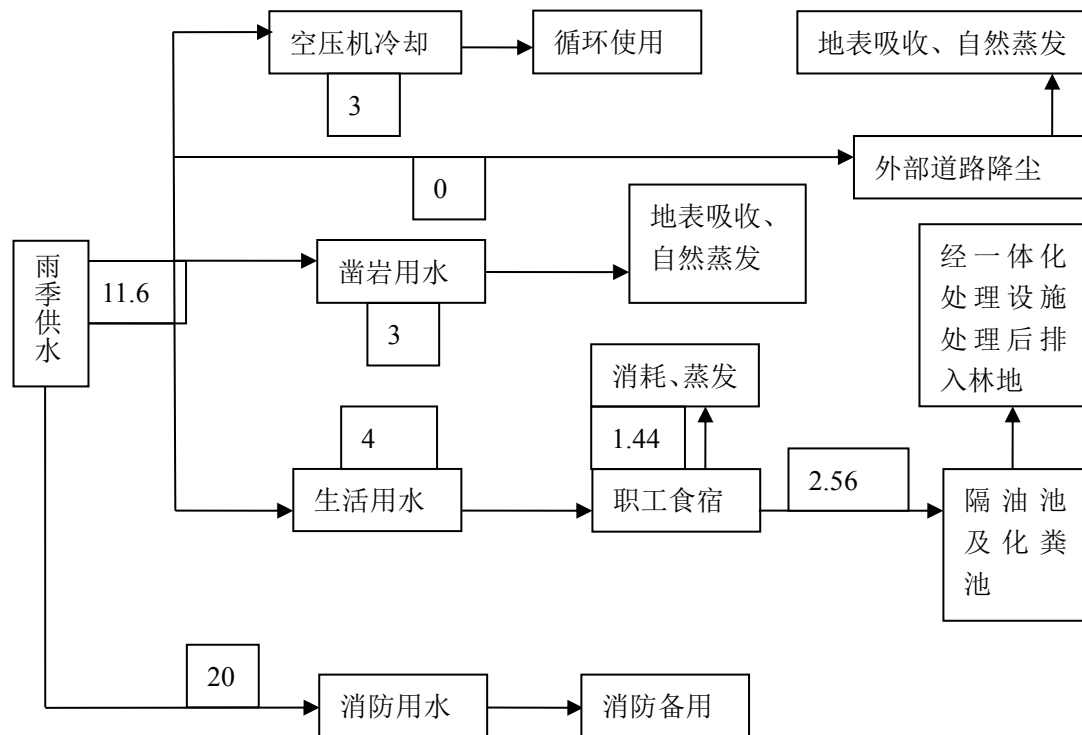 空压机冷却
循环使用
地表吸收、自然蒸发
3
外部道路降尘
0
地表吸收、
自然蒸发
雨
季
供
水
11.6
凿岩用水
3
经一体化
处理设施
处理后排
入林地
消耗、蒸发
4
1.44
2.56
生活用水
职工食宿
隔油池
及化粪
池
20
消防用水
消防备用